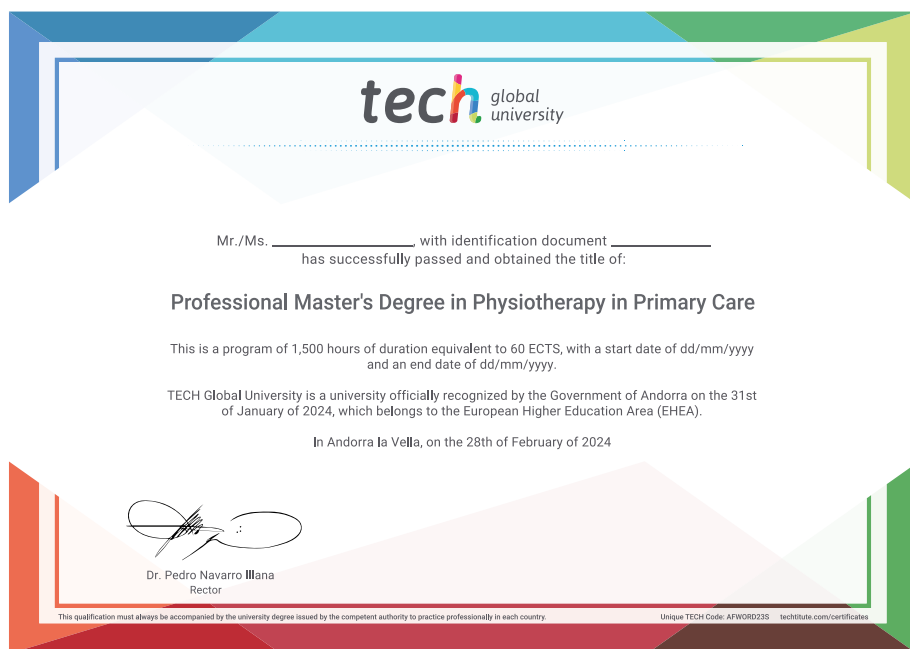 tech global
university
Mr./Ms. ____________________, with identification document ______________
has successfully passed and obtained the title of:
Professional Master's Degree in Physiotherapy in Primary Care
This is a program of 1,500 hours of duration equivalent to 60 ECTS, with a start date of dd/mm/yyyy
and an end date of dd/mm/yyyy.
TECH Global University is a university officially recognized by the Government of Andorra on the 31st
of January of 2024, which belongs to the European Higher Education Area (EHEA).
In Andorra la Vella, on the 28th of February of 2024
Dr. Pedro Navarro Illana
Rector
This qualification must always be accompanied by the university degree issued by the competent authority to practice professionally in each country. Unique TECH Code: AFWORD23S techtitute.com/certificates